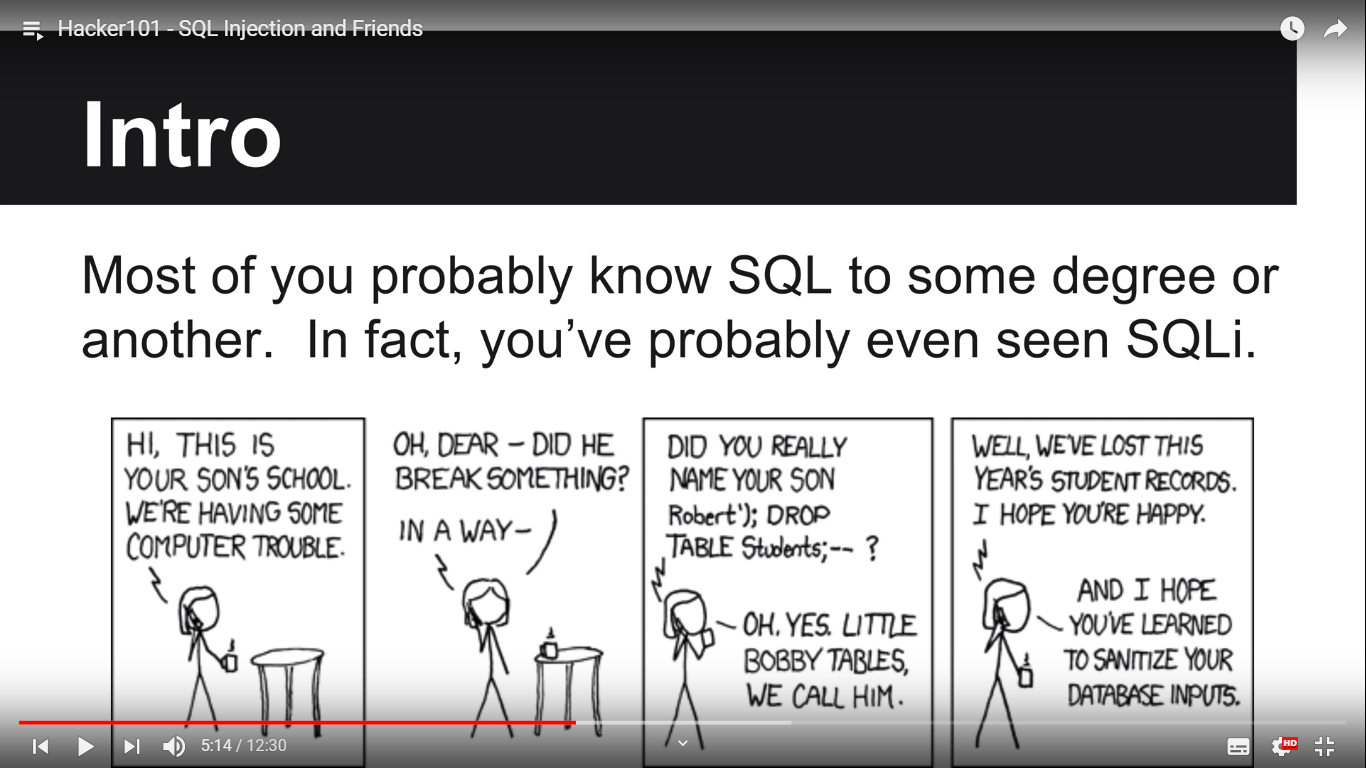 Hacker101 - SQL Injection and Friends
Intro
Most of you probably know SQL to some degree or
another.  In fact, you’ve probably even seen SQLi.
HI, THIS IS
YOUR SON'S SCHOOL.
WE'RE HAVING SOME
COMPUTER TROUBLE.
OH, DEAR – DID HE
BREAK SOMETHING?
IN A WAY–
DID YOU REALLY
NAME YOUR SON
Robert'); DROP
TABLE Students;-- ?
OH. YES. LITTLE
BOBBY TABLES,
WE CALL HIM.
WELL, WE'VE LOST THIS
YEAR'S STUDENT RECORDS.
I HOPE YOU'RE HAPPY.
AND I HOPE
YOU'VE LEARNED
TO SANITIZE YOUR
DATABASE INPUTS.
5:14 / 12:30
HD